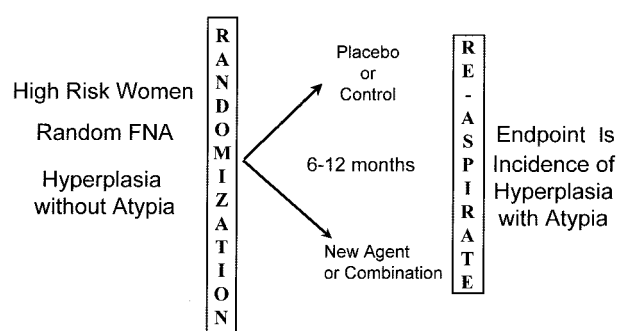 High Risk Women
Random FNA
Hyperplasia
without Atypia
RANDOMIZATION
Placebo
or
Control
6-12 months
New Agent
or Combination
RE-ASPIRATE
Endpoint Is
Incidence of
Hyperplasia
with Atypia